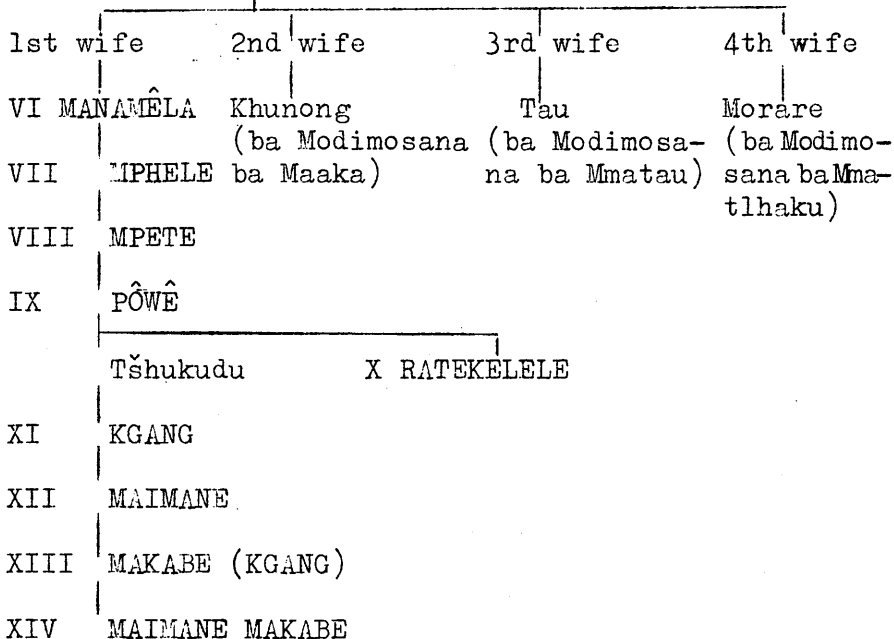 1st wife 2nd wife 3rd wife 4th wife
VI MANAMÊLA Khunong Tau Morare
(ba Modimosana (ba Modimosa- (ba Modimo-
VII MPHELE ba Maaka) na ba Mmatau) sana ba Mma-
tlhaku)
VIII MPETE
IX PÔWÊ
Tšhukudu X RATEKELELE
XI KGANG
XII MAIMANE
XIII MAKABE (KGANG)
XIV MAIMANE MAKABE